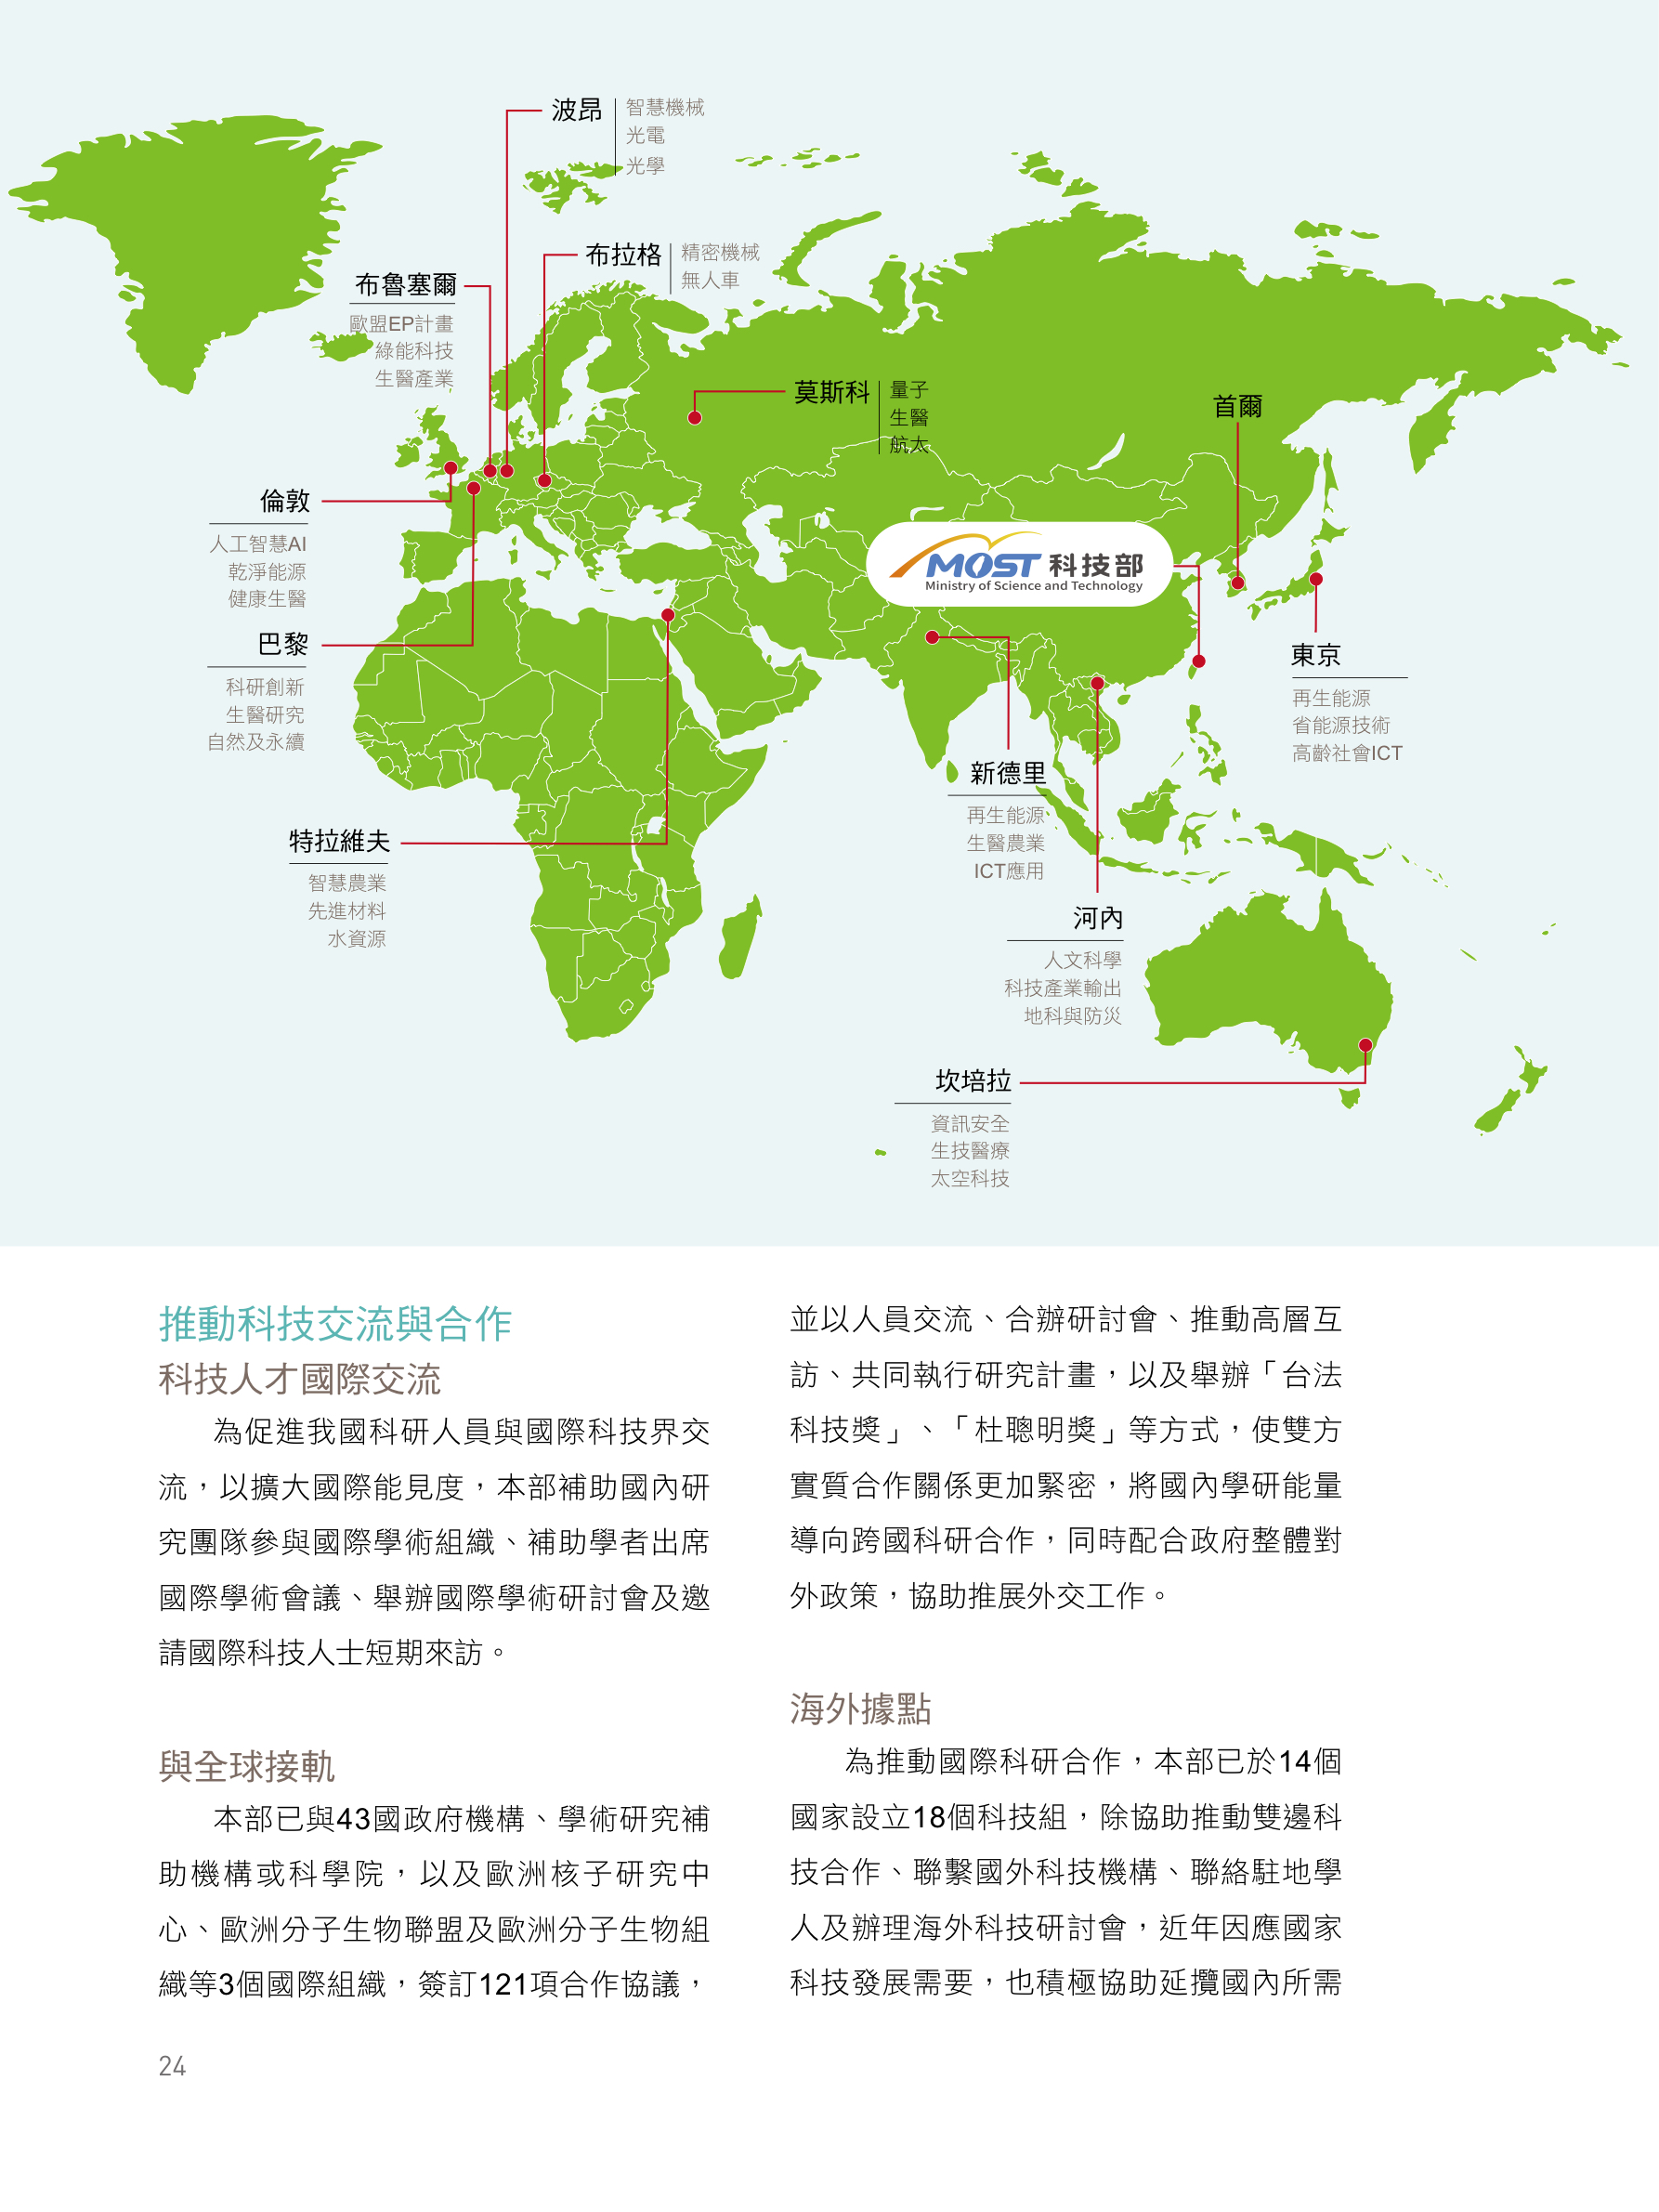 波昂
智慧機械
光電
光學
布拉格
精密機械
無人車
布魯塞爾
歐盟EP計畫
綠能科技
生醫產業
莫斯科
量子
生醫
航太
首爾
倫敦
人工智慧AI
乾淨能源
健康生醫
MOST 科技部
Ministry of Science and Technology
巴黎
科研創新
生醫研究
自然及永續
東京
再生能源
省能源技術
高齡社會ICT
新德里
再生能源
生醫農業
ICT應用
特拉維夫
智慧農業
先進材料
水資源
河內
人文科學
科技產業輸出
地科與防災
坎培拉
資訊安全
生技醫療
太空科技
推動科技交流與合作
科技人才國際交流
為促進我國科研人員與國際科技界交
流，以擴大國際能見度，本部補助國內研
究團隊參與國際學術組織、補助學者出席
國際學術會議、舉辦國際學術研討會及邀
請國際科技人士短期來訪。
與全球接軌
本部已與43國政府機構、學術研究補
助機構或科學院，以及歐洲核子研究中
心、歐洲分子生物聯盟及歐洲分子生物組
織等3個國際組織，簽訂121項合作協議，
並以人員交流、合辦研討會、推動高層互
訪、共同執行研究計畫，以及舉辦「台法
科技獎」、「杜聰明獎」等方式，使雙方
實質合作關係更加緊密，將國內學研能量
導向跨國科研合作，同時配合政府整體對
外政策，協助推展外交工作。
海外據點
為推動國際科研合作，本部已於14個
國家設立18個科技組，除協助推動雙邊科
技合作、聯繫國外科技機構、聯絡駐地學
人及辦理海外科技研討會，近年因應國家
科技發展需要，也積極協助延攬國內所需
24